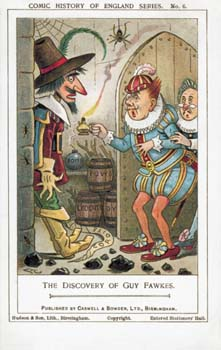 COMIC HISTORY OF ENGLAND SERIES. No. 6.
THE DISCOVERY OF GUY FAWKES.
PUBLISHED BY CASWELL & BOWDEN, LTD., BIRMINGHAM.
Hudson & Son, Lith., Birmingham. Copyright. Entered Stationers' Hall.